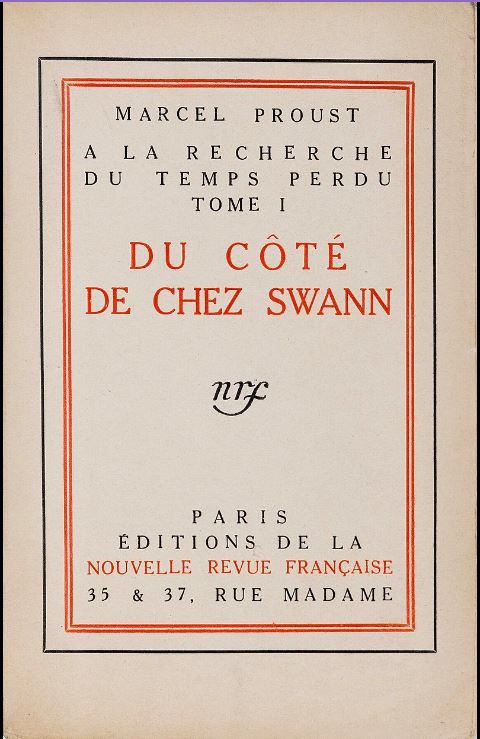 MARCEL PROUST
A LA RECHERCHE
DU TEMPS PERDU
TOME I
DU CÔTÉ
DE CHEZ SWANN
nrf
PARIS
ÉDITIONS DE LA
NOUVELLE REVUE FRANÇAISE
35 & 37, RUE MADAME